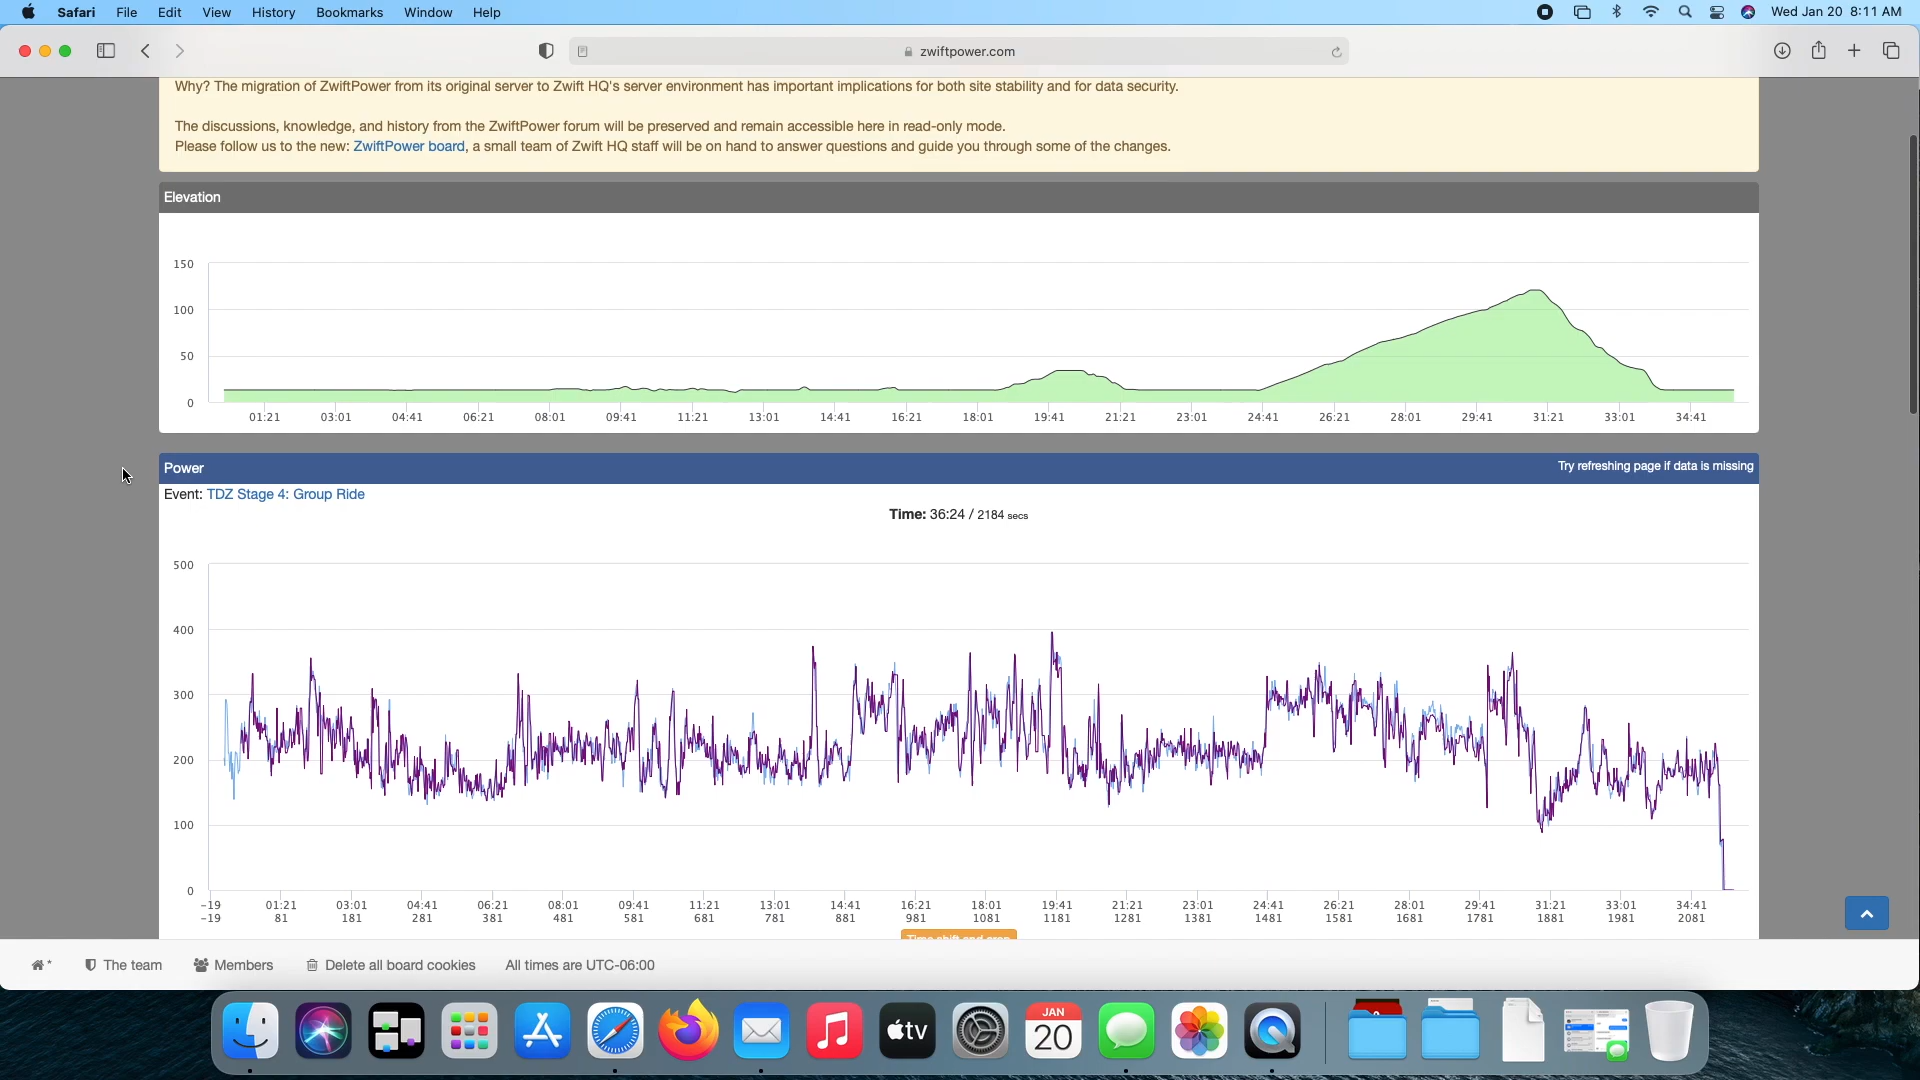 Safari File Edit View History Bookmarks Window Help Wed Jan 20 8:11 AM
zwiftpower.com
Why? The migration of ZwiftPower from its original server to Zwift HQ's server environment has important implications for both site stability and for data security.
The discussions, knowledge, and history from the ZwiftPower forum will be preserved and remain accessible here in read-only mode.
Please follow us to the new: ZwiftPower board, a small team of Zwift HQ staff will be on hand to answer questions and guide you through some of the changes.
Elevation
150
100
50
0
01:21 03:01 04:41 06:21 08:01 09:41 11:21 13:01 14:41 16:21 18:01 19:41 21:21 23:01 24:41 26:21 28:01 29:41 31:21 33:01 34:41
Power Try refreshing page if data is missing
Event: TDZ Stage 4: Group Ride
Time: 36:24 / 2184 secs
500
400
300
200
100
0
-19 01:21 03:01 04:41 06:21 08:01 09:41 11:21 13:01 14:41 16:21 18:01 19:41 21:21 23:01 24:41 26:21 28:01 29:41 31:21 33:01 34:41
-19 81 181 281 381 481 581 681 781 881 981 1081 1181 1281 1381 1481 1581 1681 1781 1881 1981 2081
Time shift and crop
* The team Members Delete all board cookies All times are UTC-06:00
tv JAN
20